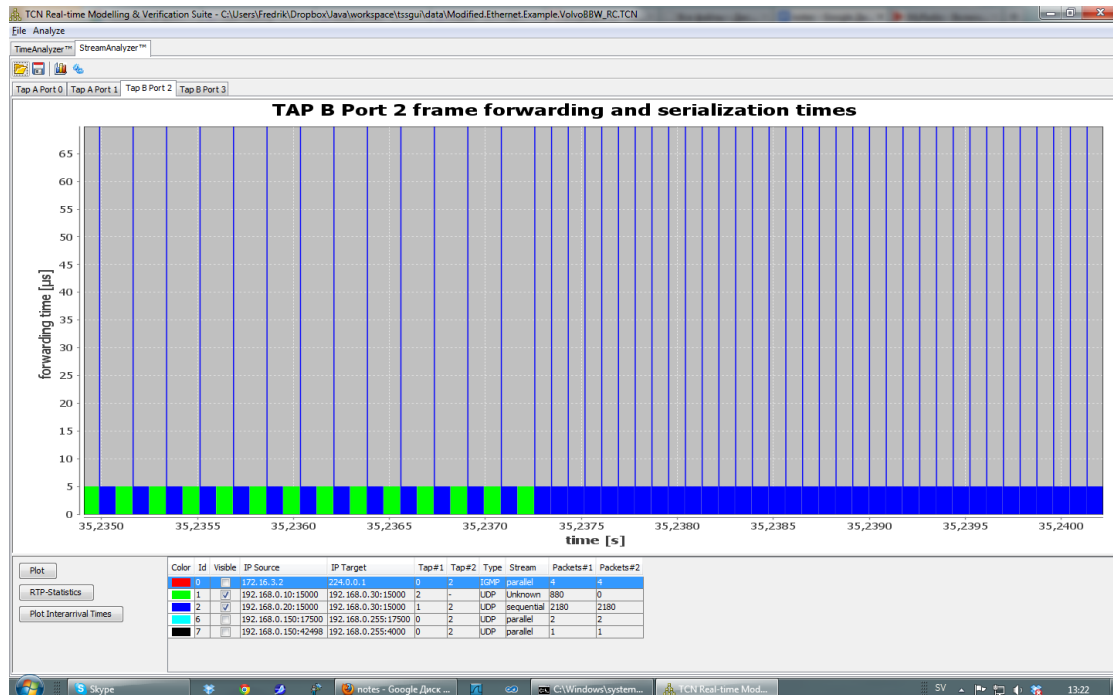 TCN Real-time Modelling & Verification Suite - C:\Users\Fredrik\Dropbox\Java\workspace\tssgui\data\Modified.Ethernet.Example.VolvoBBW_RC.TCN
File Analyze
TimeAnalyzer™ StreamAnalyzer™
Tap A Port 0 Tap A Port 1 Tap B Port 2 Tap B Port 3
TAP B Port 2 frame forwarding and serialization times
65
60
55
50
45
40
35
30
25
20
15
10
5
0
forwarding time [µs]
35,2350 35,2355 35,2360 35,2365 35,2370 35,2375 35,2380 35,2385 35,2390 35,2395 35,2400
time [s]
Plot
RTP-Statistics
Plot Interarrival Times
Color Id Visible IP Source IP Target Tap#1 Tap#2 Type Stream Packets#1 Packets#2
0 172.16.3.2 224.0.0.1 0 2 IGMP parallel 4 4
1 192.168.0.10:15000 192.168.0.30:15000 2 - UDP Unknown 880 0
2 192.168.0.20:15000 192.168.0.30:15000 1 2 UDP sequential 2180 2180
6 192.168.0.150:17500 192.168.0.255:17500 0 2 UDP parallel 2 2
7 192.168.0.150:42498 192.168.0.255:4000 0 2 UDP parallel 1 1
Skype notes - Google Диск ... C:\Windows\system... TCN Real-time Mod... SV 13:22